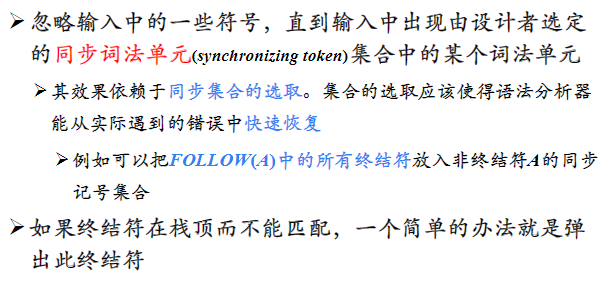 ➢忽略输入中的一些符号，直到输入中出现由设计者选定
的同步词法单元(synchronizing token)集合中的某个词法单元
➢其效果依赖于同步集合的选取。集合的选取应该使得语法分析器
能从实际遇到的错误中快速恢复
➢例如可以把FOLLOW(A)中的所有终结符放入非终结符A的同步
记号集合
➢如果终结符在栈顶而不能匹配，一个简单的办法就是弹
出此终结符